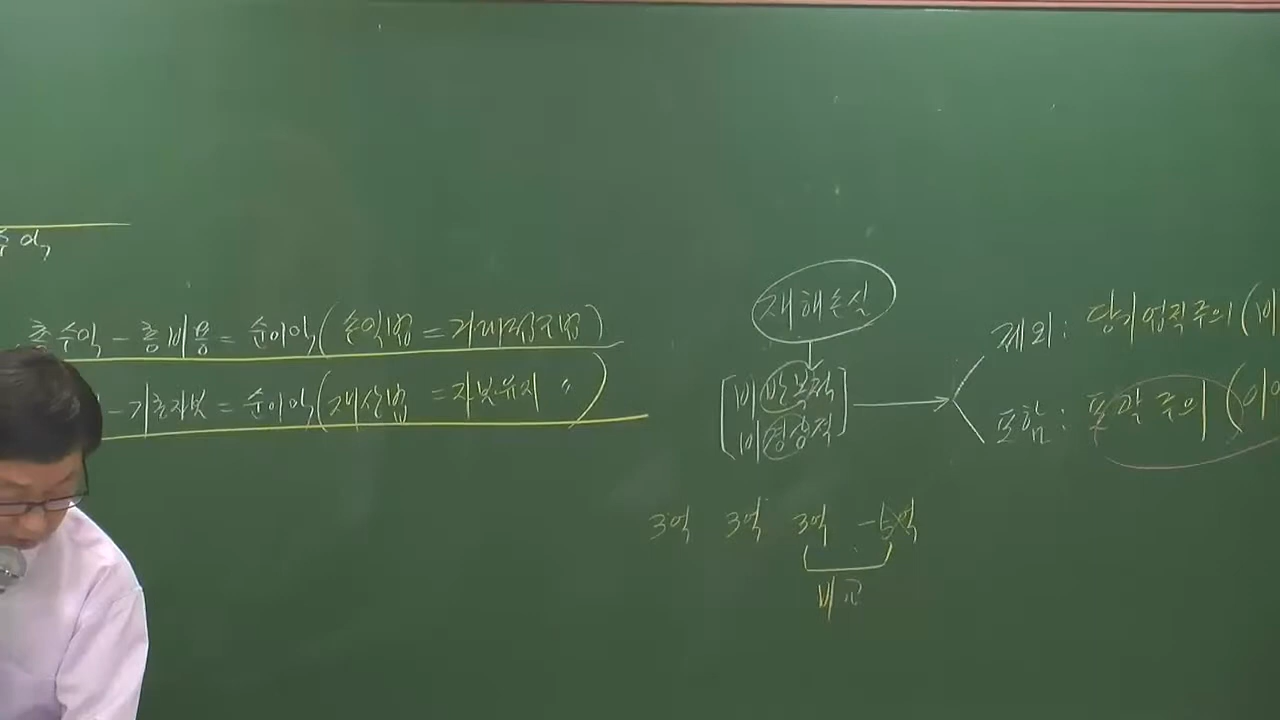 총수익 - 총비용 = 순이익(손익법 = 거래접근법)
- 기초자본 = 순이익(재산법 = 자본유지 〃)
재해손실
비반복적
비경상적
제외: 당기업적주의(
포함: 포괄주의(
3억 3억 3억 -5억
비교